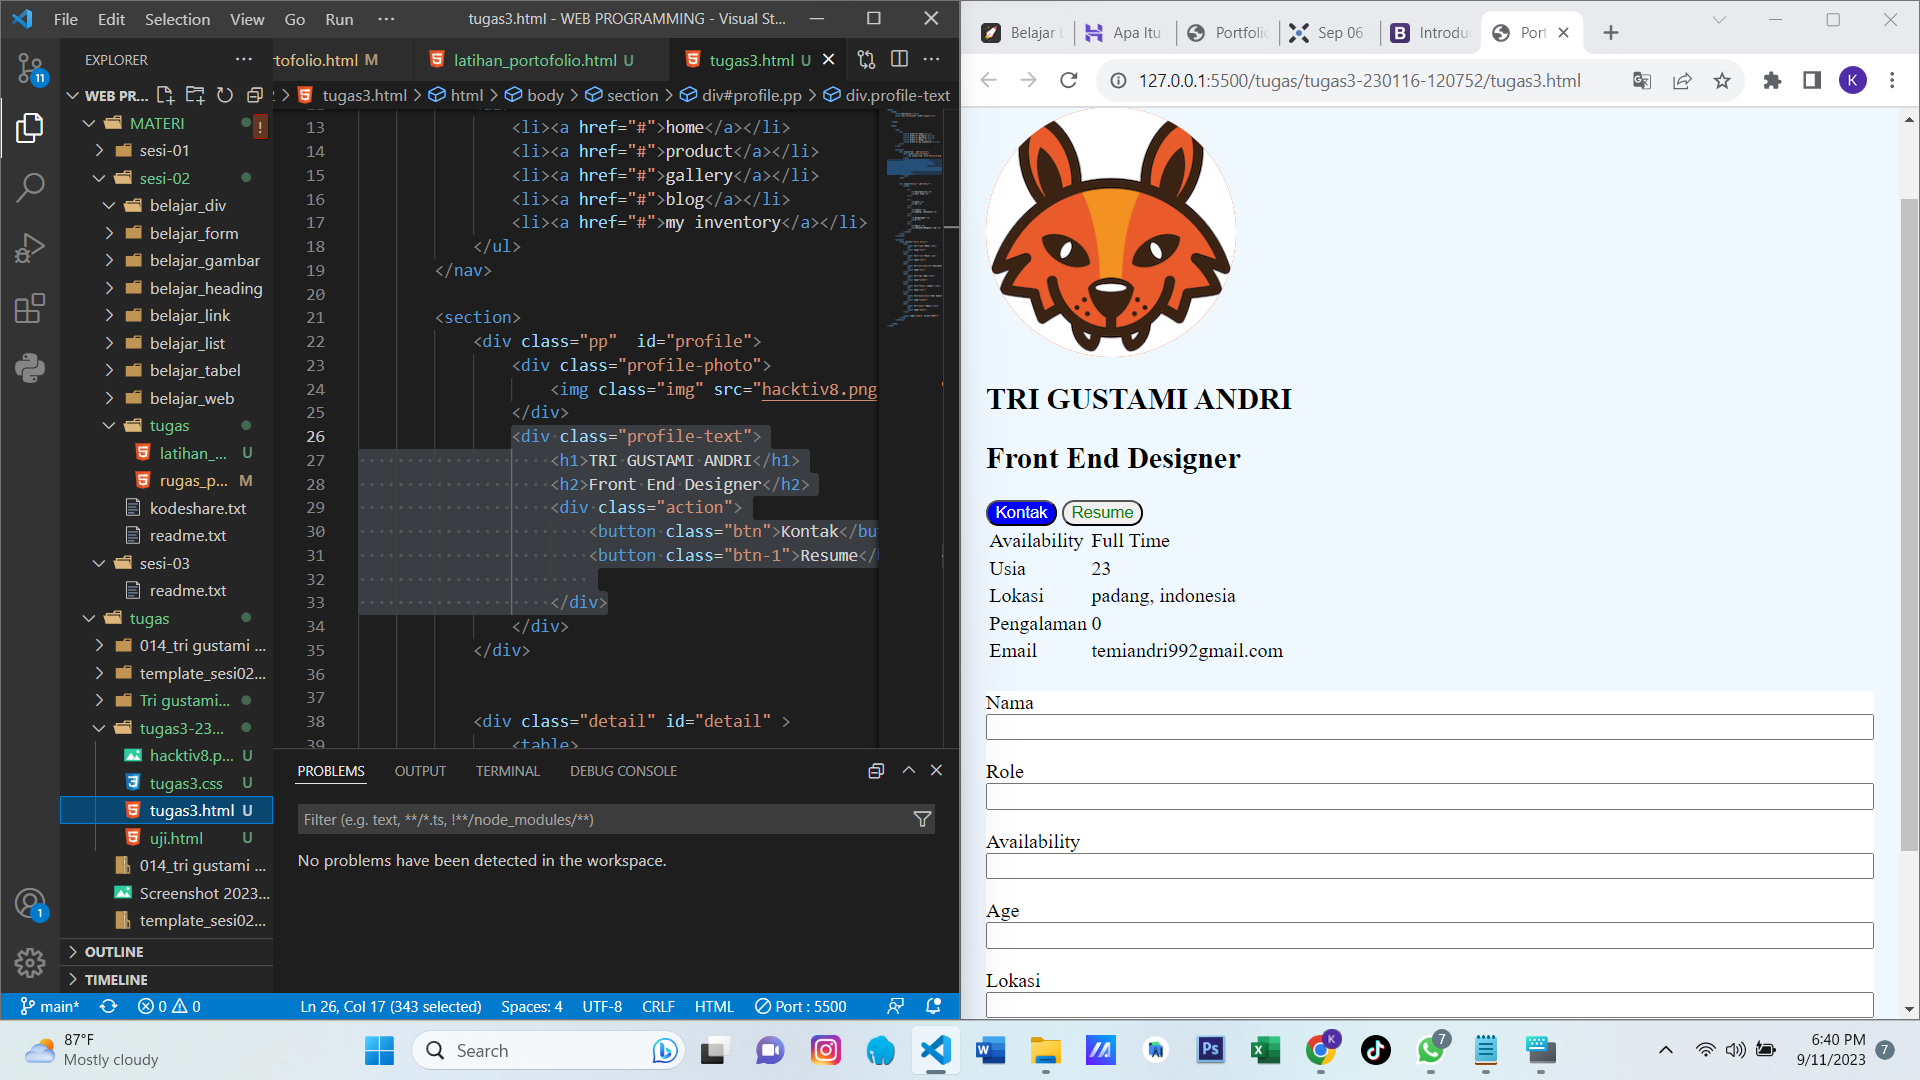 File Edit Selection View Go Run ··· tugas3.html - WEB PROGRAMMING - Visual St...
EXPLORER ···
WEB PR...
MATERI
!
sesi-01
sesi-02
belajar_div
belajar_form
belajar_gambar
belajar_heading
belajar_link
belajar_list
belajar_tabel
belajar_web
tugas
latihan_... U
rugas_p... M
kodeshare.txt
readme.txt
sesi-03
readme.txt
tugas
014_tri gustami ...
template_sesi02...
Tri gustami...
tugas3-23...
hacktiv8.p... U
tugas3.css U
tugas3.html U
uji.html U
014_tri gustami ...
Screenshot 2023...
template_sesi02...
OUTLINE
TIMELINE
11
1
rtofolio.html M latihan_portofolio.html U tugas3.html U
2 > tugas3.html > html > body > section > div#profile.pp > div.profile-text
13 <li><a href="#">home</a></li>
14 <li><a href="#">product</a></li>
15 <li><a href="#">gallery</a></li>
16 <li><a href="#">blog</a></li>
17 <li><a href="#">my inventory</a></li>
18 </ul>
19 </nav>
20
21 <section>
22 <div class="pp"  id="profile">
23 <div class="profile-photo">
24 <img class="img" src="hacktiv8.png
25 </div>
26 <div class="profile-text">
27 <h1>TRI GUSTAMI ANDRI</h1>
28 <h2>Front End Designer</h2>
29 <div class="action">
30 <button class="btn">Kontak</bu
31 <button class="btn-1">Resume</
32
33 </div>
34 </div>
35 </div>
36
37
38 <div class="detail" id="detail" >
39 <table>
PROBLEMS OUTPUT TERMINAL DEBUG CONSOLE
Filter (e.g. text, **/*.ts, !**/node_modules/**)
No problems have been detected in the workspace.
main* 0 0 Ln 26, Col 17 (343 selected) Spaces: 4 UTF-8 CRLF HTML Port : 5500
Belajar Apa Itu Portfolio Sep 06 Introdu Port
127.0.0.1:5500/tugas/tugas3-230116-120752/tugas3.html
K
TRI GUSTAMI ANDRI
Front End Designer
Kontak Resume
Availability Full Time
Usia 23
Lokasi padang, indonesia
Pengalaman 0
Email temiandri992gmail.com
Nama
Role
Availability
Age
Lokasi
87°F
Mostly cloudy
Search
Ps
K
7
6:40 PM
9/11/2023
7